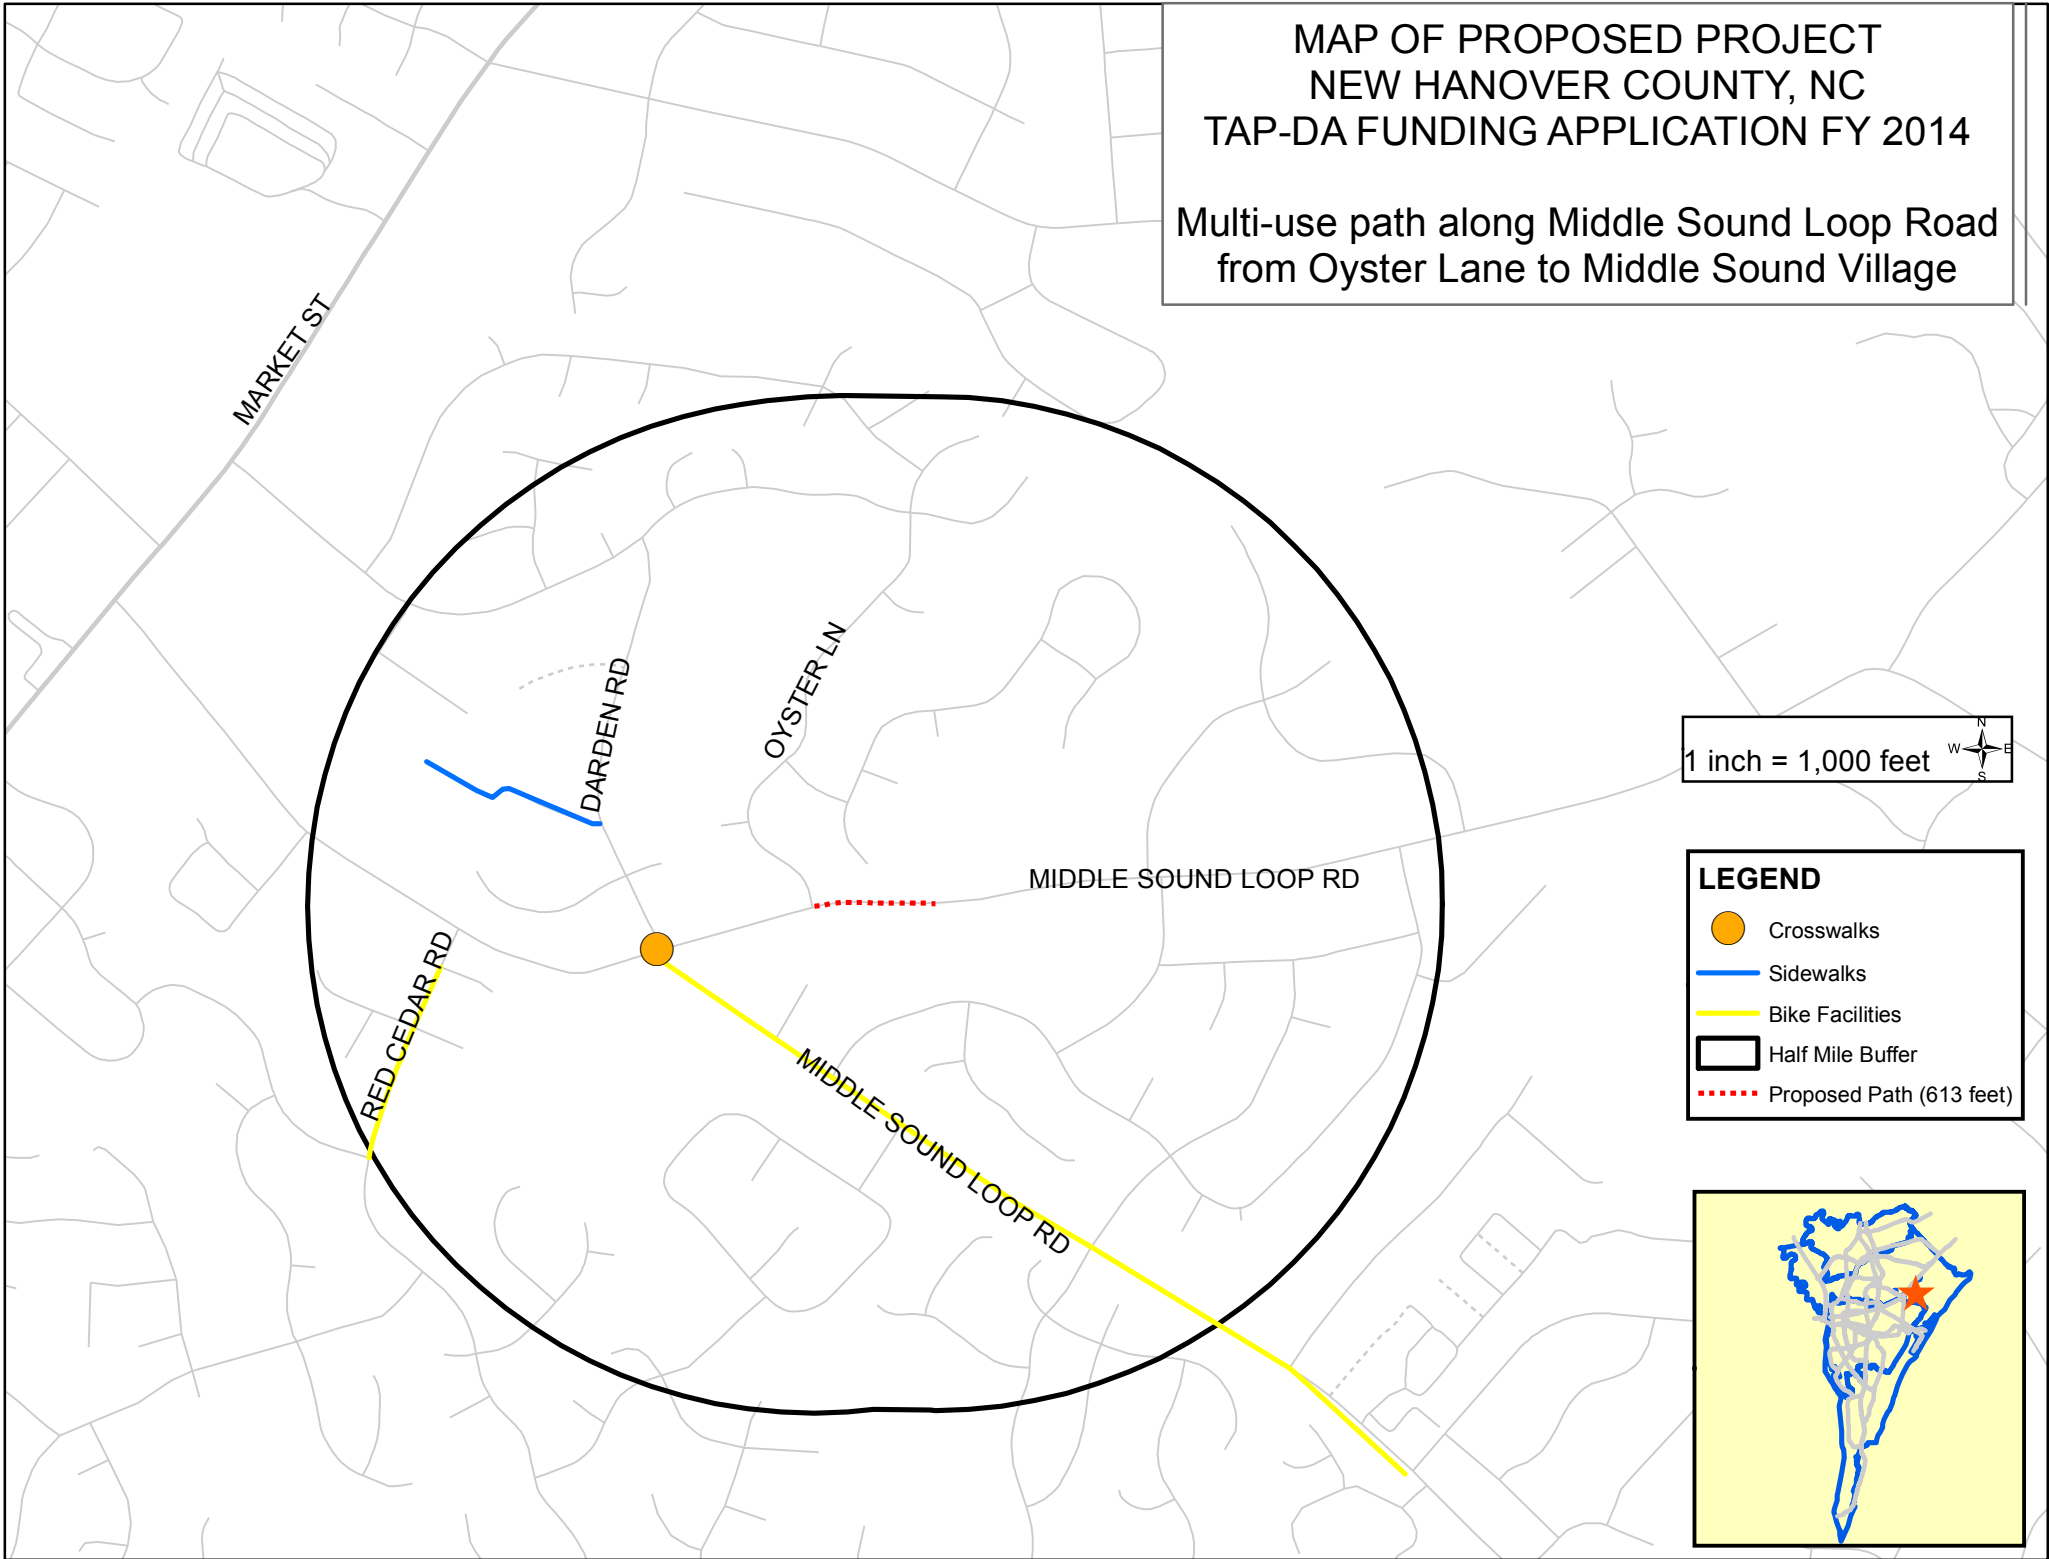 MAP OF PROPOSED PROJECT
NEW HANOVER COUNTY, NC
TAP-DA FUNDING APPLICATION FY 2014
Multi-use path along Middle Sound Loop Road
from Oyster Lane to Middle Sound Village
MARKET ST
DARDEN RD
OYSTER LN
MIDDLE SOUND LOOP RD
RED CEDAR RD
MIDDLE SOUND LOOP RD
1 inch = 1,000 feet
N
W
E
S
LEGEND
Crosswalks
Sidewalks
Bike Facilities
Half Mile Buffer
Proposed Path (613 feet)